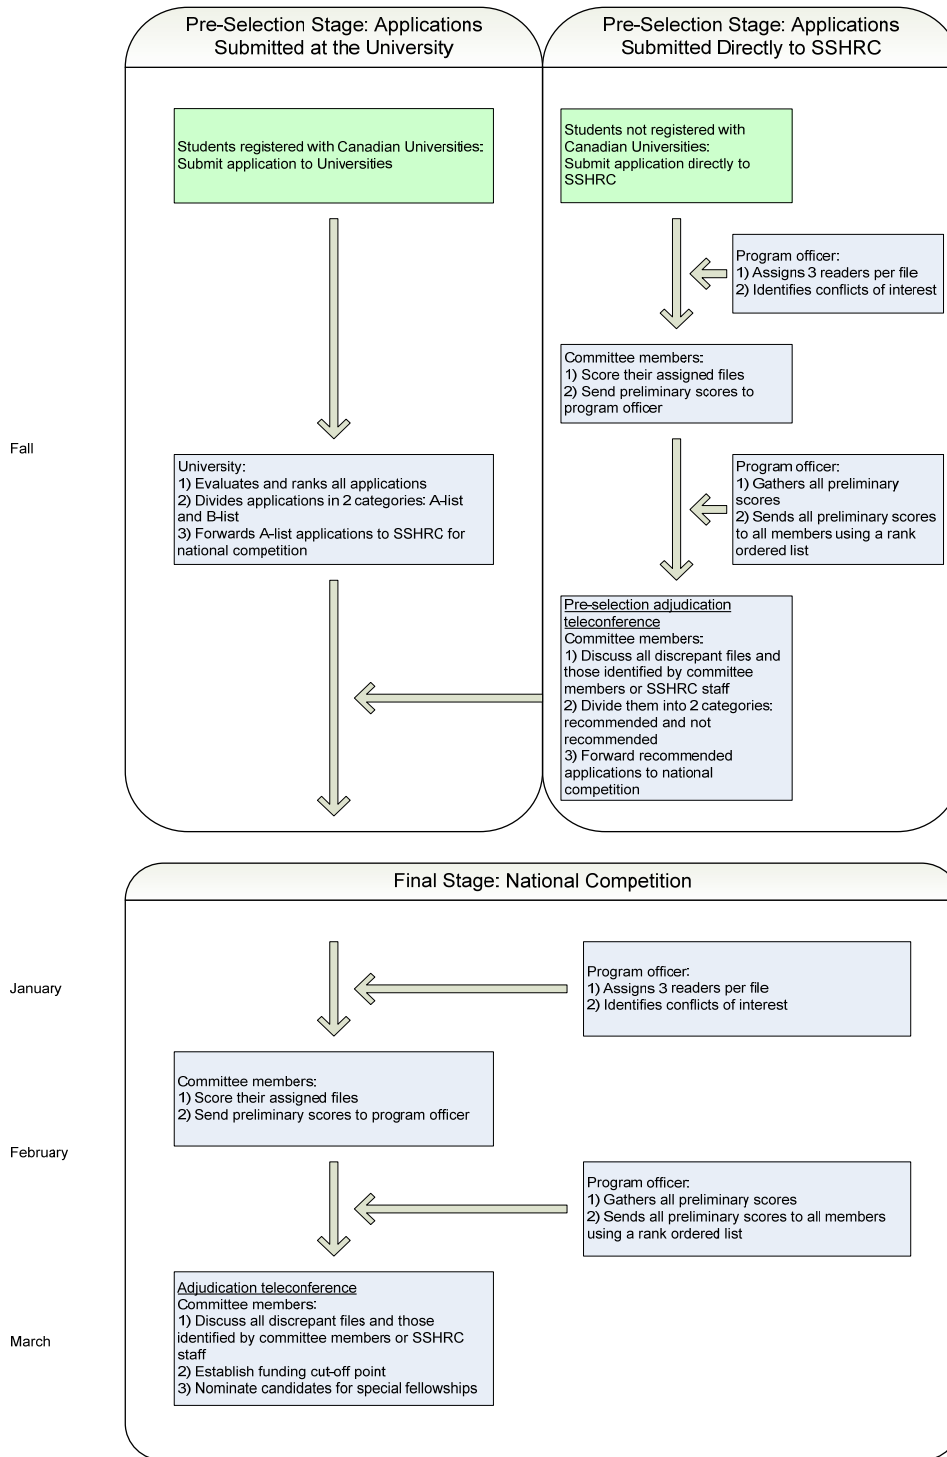 Pre-Selection Stage: Applications
Submitted at the University
Pre-Selection Stage: Applications
Submitted Directly to SSHRC
Students registered with Canadian Universities:
Submit application to Universities
Students not registered with
Canadian Universities:
Submit application directly to
SSHRC
Program officer:
1) Assigns 3 readers per file
2) Identifies conflicts of interest
Committee members:
1) Score their assigned files
2) Send preliminary scores to
program officer
Fall
University:
1) Evaluates and ranks all applications
2) Divides applications in 2 categories: A-list
and B-list
3) Forwards A-list applications to SSHRC for
national competition
Program officer:
1) Gathers all preliminary
scores
2) Sends all preliminary scores
to all members using a rank
ordered list
Pre-selection adjudication
teleconference
Committee members:
1) Discuss all discrepant files and
those identified by committee
members or SSHRC staff
2) Divide them into 2 categories:
recommended and not
recommended
3) Forward recommended
applications to national
competition
Final Stage: National Competition
January
Program officer:
1) Assigns 3 readers per file
2) Identifies conflicts of interest
Committee members:
1) Score their assigned files
2) Send preliminary scores to program officer
February
Program officer:
1) Gathers all preliminary scores
2) Sends all preliminary scores to all members
using a rank ordered list
March
Adjudication teleconference
Committee members:
1) Discuss all discrepant files and those
identified by committee members or SSHRC
staff
2) Establish funding cut-off point
3) Nominate candidates for special fellowships